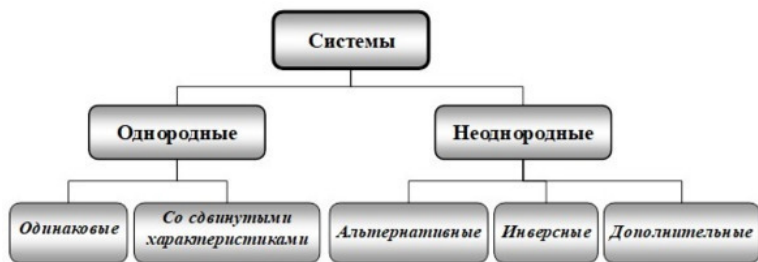 Системы
Однородные
Неоднородные
Одинаковые
Со сдвинутыми
характеристиками
Альтернативные
Инверсные
Дополнительные